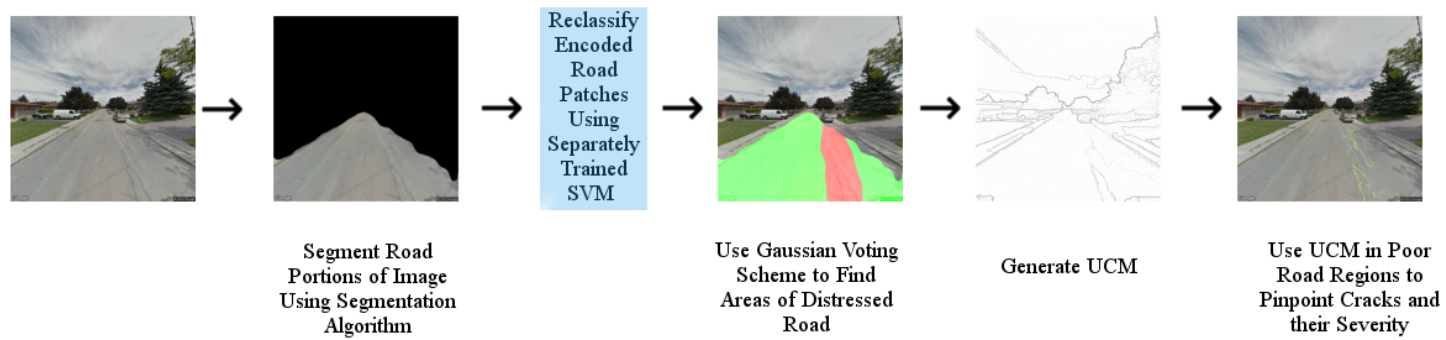 Reclassify
Encoded
Road
Patches
Using
Separately
Trained
SVM
Segment Road
Portions of Image
Using Segmentation
Algorithm
Use Gaussian Voting
Scheme to Find
Areas of Distressed
Road
Generate UCM
Use UCM in Poor
Road Regions to
Pinpoint Cracks and
their Severity